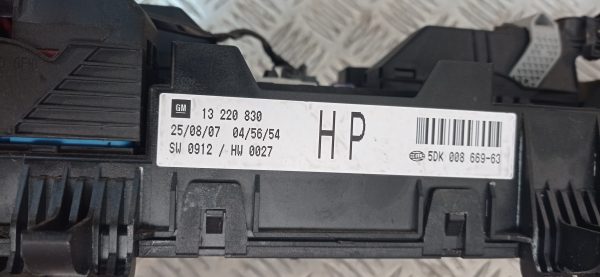 GM 13 220 830
25/08/07 04/56/54
SW 0912 / HW 0027
HP
5DK 008 669-63